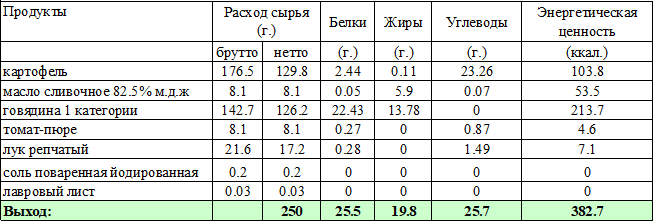 Продукты Расход сырья Белки Жиры Углеводы Энергетическая
(г.) ценность
брутто нетто (г.) (г.) (г.) (ккал.)
картофель 176.5 129.8 2.44 0.11 23.26 103.8
масло сливочное 82.5% м.д.ж 8.1 8.1 0.05 5.9 0.07 53.5
говядина 1 категории 142.7 126.2 22.43 13.78 0 213.7
томат-пюре 8.1 8.1 0.27 0 0.87 4.6
лук репчатый 21.6 17.2 0.28 0 1.49 7.1
соль поваренная йодированная 0.2 0.2 0 0 0 0
лавровый лист 0.03 0.03 0 0 0 0
Выход: 250 25.5 19.8 25.7 382.7